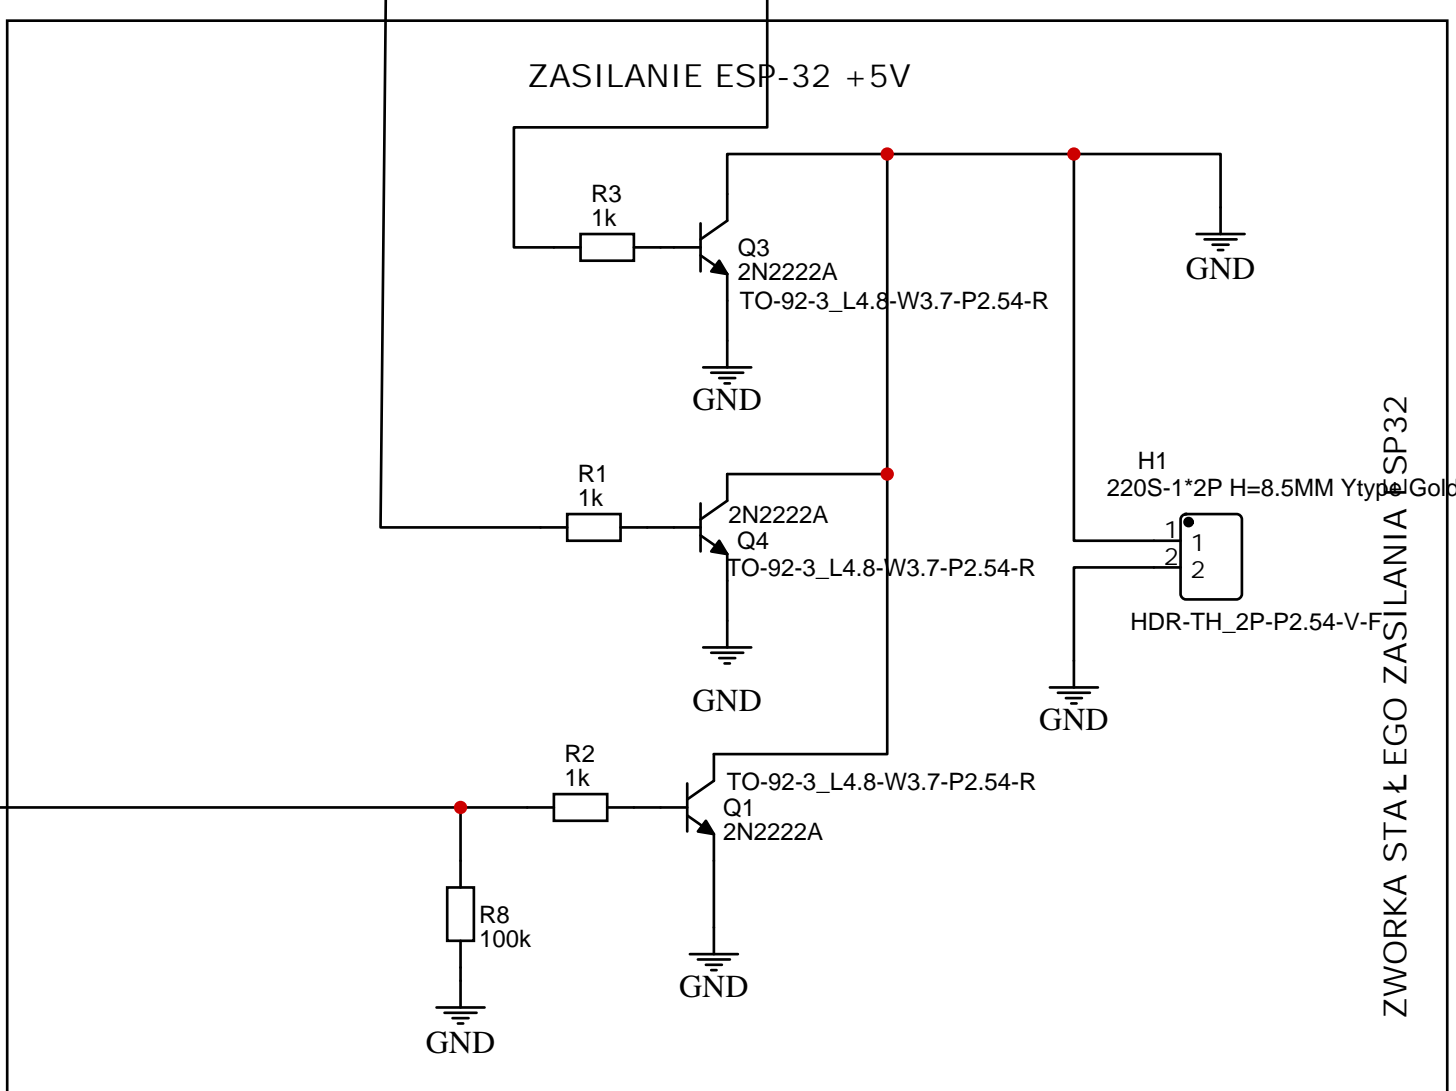 ZASILANIE ESP-32 +5V
R3
1k
Q3
2N2222A
TO-92-3_L4.8-W3.7-P2.54-R
GND
GND
R1
1k
2N2222A
Q4
TO-92-3_L4.8-W3.7-P2.54-R
GND
H1
220S-1*2P H=8.5MM Ytype Gold
1
1
2
2
HDR-TH_2P-P2.54-V-F
GND
ZWORKA STAŁEGO ZASILANIA ESP32
R2
1k
TO-92-3_L4.8-W3.7-P2.54-R
Q1
2N2222A
GND
R8
100k
GND